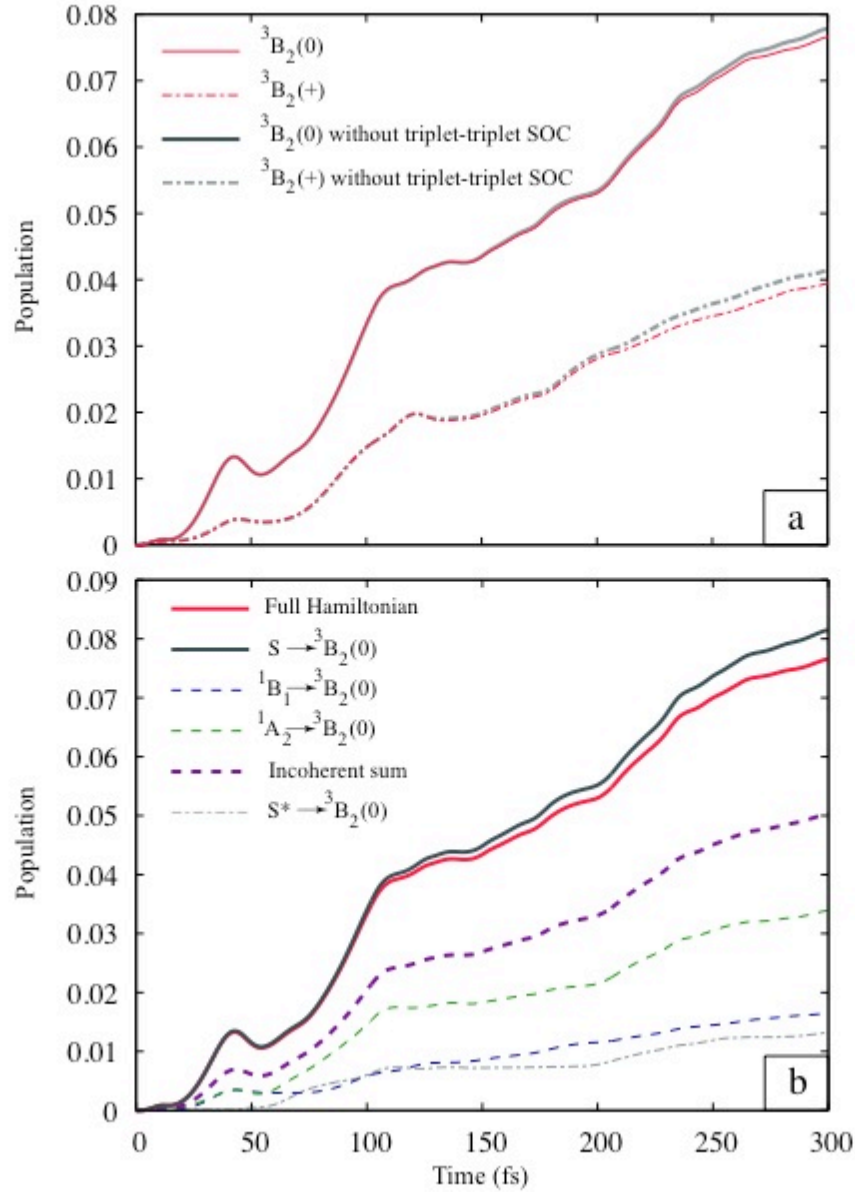 0.08
0.07
0.06
0.05
0.04
0.03
0.02
0.01
0
Population
³B₂(0)
³B₂(+)
³B₂(0) without triplet-triplet SOC
³B₂(+) without triplet-triplet SOC
a
0.09
0.08
0.07
0.06
0.05
0.04
0.03
0.02
0.01
0
Population
Full Hamiltonian
S → ³B₂(0)
¹B₁→³B₂(0)
¹A₂→³B₂(0)
Incoherent sum
S* → ³B₂(0)
b
0 50 100 150 200 250 300
Time (fs)